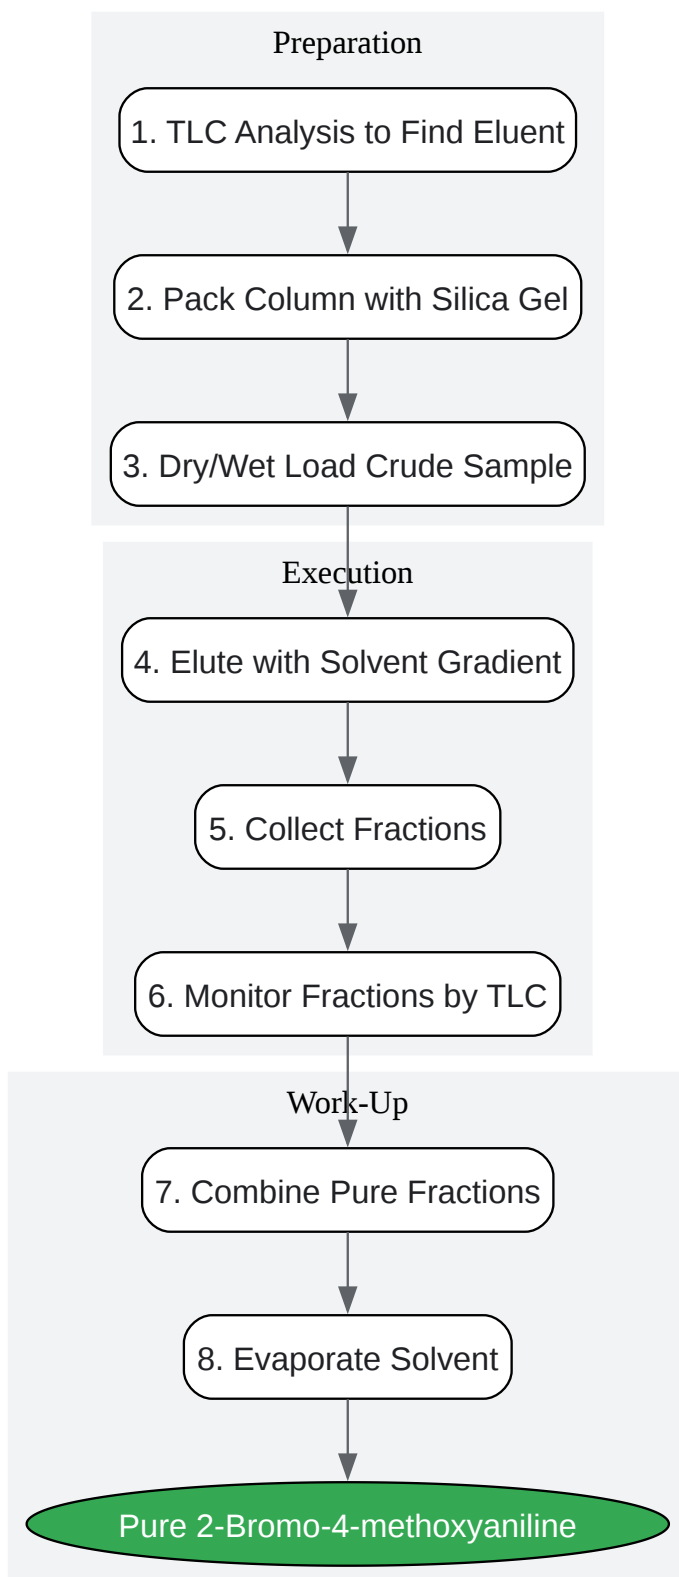 Preparation
1. TLC Analysis to Find Eluent
2. Pack Column with Silica Gel
3. Dry/Wet Load Crude Sample
Execution
4. Elute with Solvent Gradient
5. Collect Fractions
6. Monitor Fractions by TLC
Work-Up
7. Combine Pure Fractions
8. Evaporate Solvent
Pure 2-Bromo-4-methoxyaniline